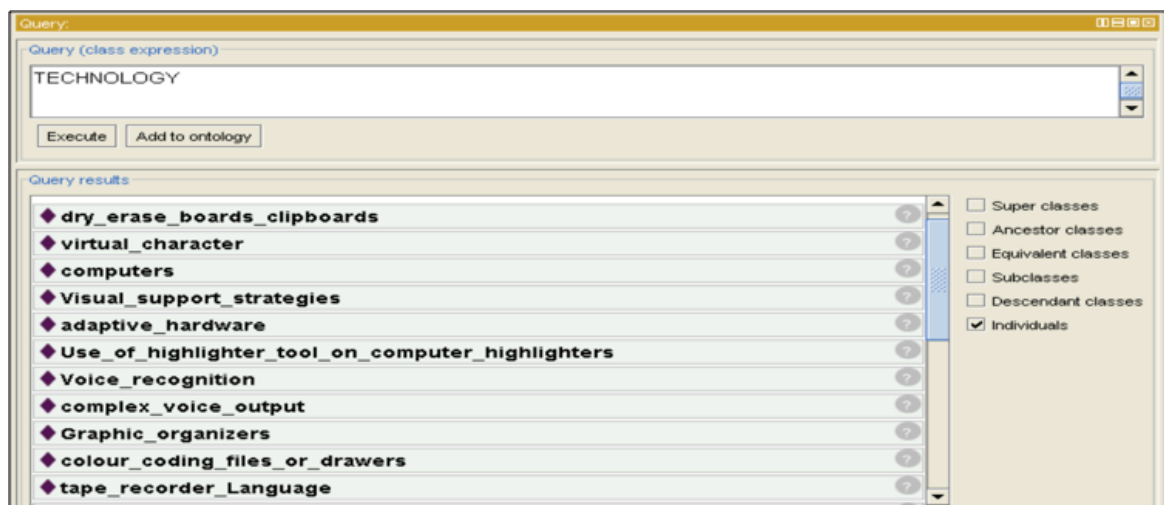 Query:
Query (class expression)
TECHNOLOGY
Execute Add to ontology
Query results
dry_erase_boards_clipboards
virtual_character
computers
Visual_support_strategies
adaptive_hardware
Use_of_highlighter_tool_on_computer_highlighters
Voice_recognition
complex_voice_output
Graphic_organizers
colour_coding_files_or_drawers
tape_recorder_Language
Super classes
Ancestor classes
Equivalent classes
Subclasses
Descendant classes
Individuals